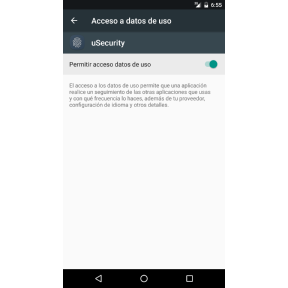 6:55
Acceso a datos de uso
uSecurity
Permitir acceso datos de uso
El acceso a los datos de uso permite que una aplicación
realice un seguimiento de las otras aplicaciones que usas
y con qué frecuencia lo haces, además de tu proveedor,
configuración de idioma y otros detalles.